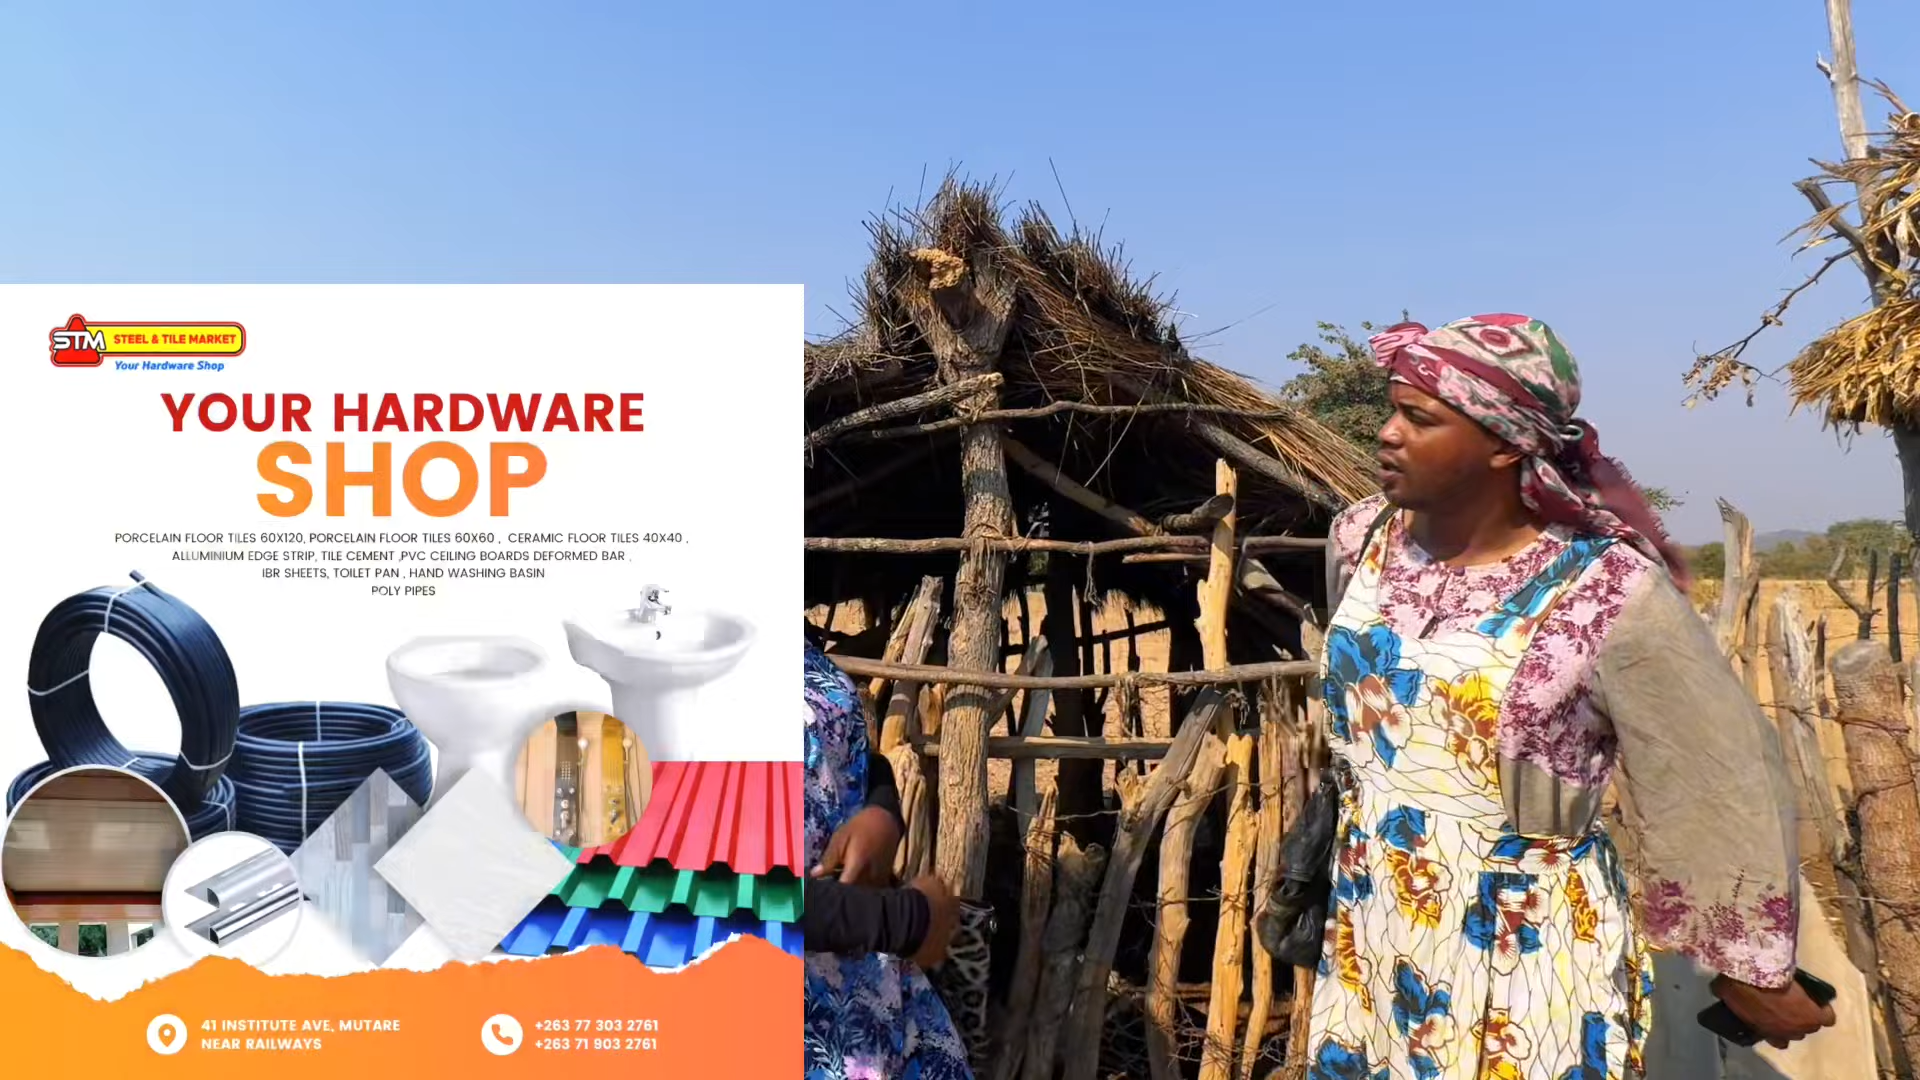 STM
STEEL & TILE MARKET
Your Hardware Shop
YOUR HARDWARE
SHOP
PORCELAIN FLOOR TILES 60X120, PORCELAIN FLOOR TILES 60X60 , CERAMIC FLOOR TILES 40X40 ,
ALLUMINIUM EDGE STRIP, TILE CEMENT ,PVC CEILING BOARDS DEFORMED BAR ,
IBR SHEETS, TOILET PAN , HAND WASHING BASIN
POLY PIPES
41 INSTITUTE AVE, MUTARE
NEAR RAILWAYS
+263 77 303 2761
+263 71 903 2761